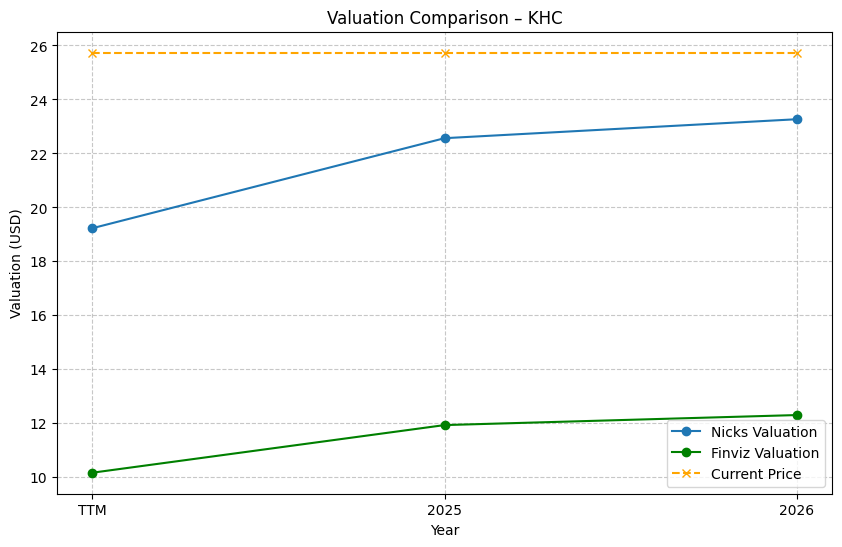 Valuation Comparison – KHC
Valuation (USD)
26
24
22
20
18
16
14
12
10
TTM
2025
2026
Year
Nicks Valuation
Finviz Valuation
Current Price